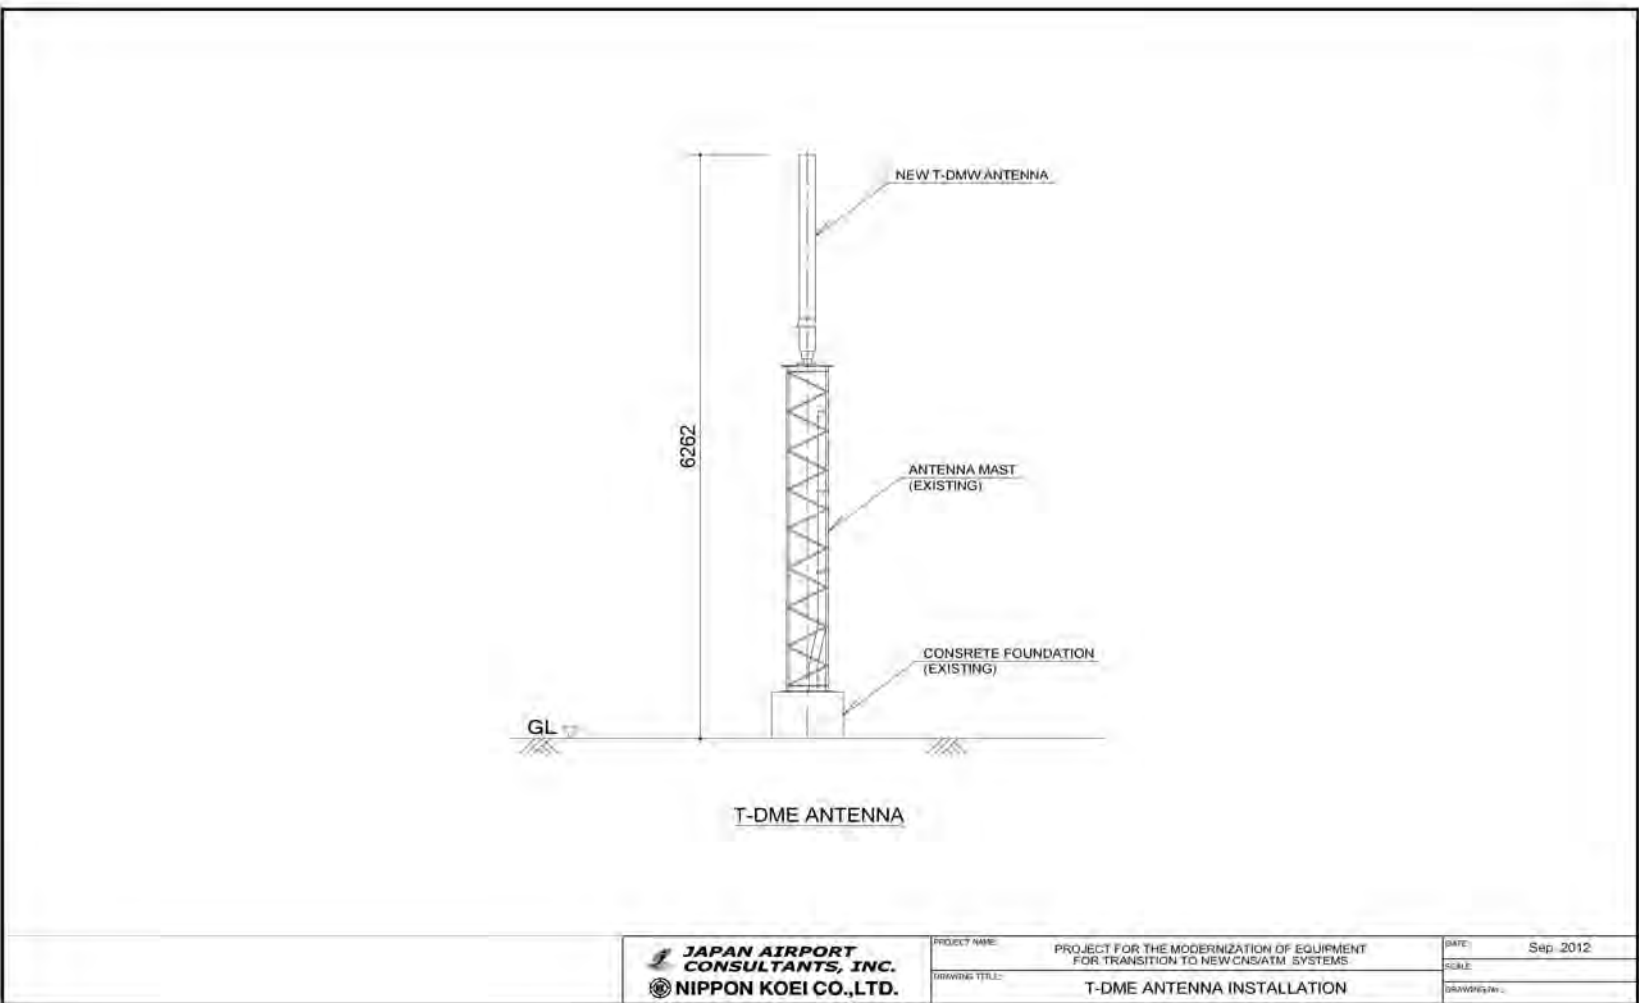 NEW T-DMW ANTENNA
6262
ANTENNA MAST
(EXISTING)
CONSRETE FOUNDATION
(EXISTING)
GL
T-DME ANTENNA
JAPAN AIRPORT
CONSULTANTS, INC.
NIPPON KOEI CO.,LTD.
PROJECT NAME:
PROJECT FOR THE MODERNIZATION OF EQUIPMENT
FOR TRANSITION TO NEW CNS/ATM SYSTEMS
DRAWING TITLE:
T-DME ANTENNA INSTALLATION
DATE:
Sep. 2012
SCALE:
DRAWING No.: